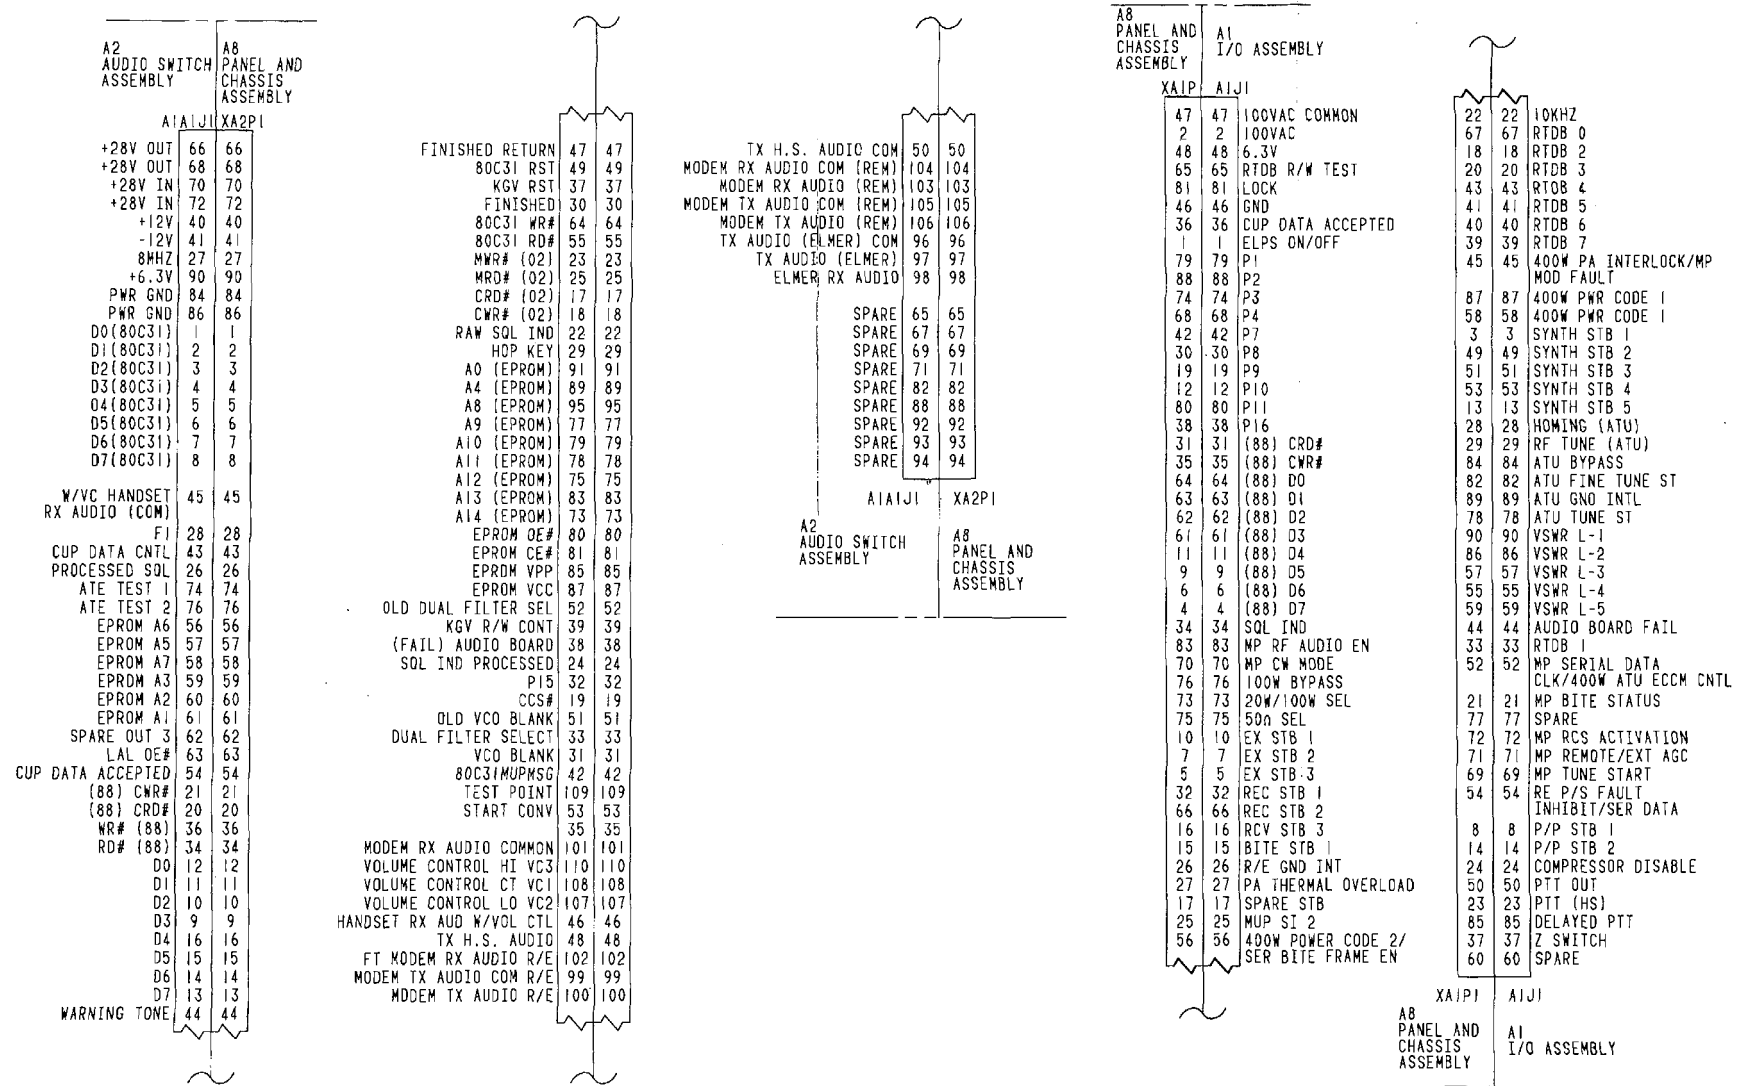 A2
AUDIO SWITCH
ASSEMBLY
A8
PANEL AND
CHASSIS
ASSEMBLY
A1A1J1 XA2P1
+28V OUT 66 66
+28V OUT 68 68
+28V IN 70 70
+28V IN 72 72
+12V 40 40
-12V 41 41
8MHZ 27 27
+6.3V 90 90
PWR GND 84 84
PWR GND 86 86
D0(80C31) 1 1
D1(80C31) 2 2
D2(80C31) 3 3
D3(80C31) 4 4
04(80C31) 5 5
D5(80C31) 6 6
D6(80C31) 7 7
D7(80C31) 8 8
W/VC HANDSET 45 45
RX AUDIO (COM)
F1 28 28
CUP DATA CNTL 43 43
PROCESSED SQL 26 26
ATE TEST 1 74 74
ATE TEST 2 76 76
EPROM A6 56 56
EPROM A5 57 57
EPROM A7 58 58
EPROM A3 59 59
EPROM A2 60 60
EPROM A1 61 61
SPARE OUT 3 62 62
LAL OE# 63 63
CUP DATA ACCEPTED 54 54
(88) CWR# 21 21
(88) CRD# 20 20
WR# (88) 36 36
RD# (88) 34 34
D0 12 12
D1 11 11
D2 10 10
D3 9 9
D4 16 16
D5 15 15
D6 14 14
D7 13 13
WARNING TONE 44 44
FINISHED RETURN 47 47
80C31 RST 49 49
KGV RST 37 37
FINISHED 30 30
80C31 WR# 64 64
80C31 RD# 55 55
MWR# (02) 23 23
MRD# (02) 25 25
CRD# (02) 17 17
CWR# (02) 18 18
RAW SQL IND 22 22
HOP KEY 29 29
A0 (EPROM) 91 91
A4 (EPROM) 89 89
A8 (EPROM) 95 95
A9 (EPROM) 77 77
A10 (EPROM) 79 79
A11 (EPROM) 78 78
A12 (EPROM) 75 75
A13 (EPROM) 83 83
A14 (EPROM) 73 73
EPROM OE# 80 80
EPROM CE# 81 81
EPROM VPP 85 85
EPROM VCC 87 87
OLD DUAL FILTER SEL 52 52
KGV R/W CONT 39 39
(FAIL) AUDIO BOARD 38 38
SQL IND PROCESSED 24 24
P15 32 32
CCS# 19 19
OLD VCO BLANK 51 51
DUAL FILTER SELECT 33 33
VCO BLANK 31 31
80C31MUPMSG 42 42
TEST POINT 109 109
START CONV 53 53
35 35
MODEM RX AUDIO COMMON 101 101
VOLUME CONTROL HI VC3 110 110
VOLUME CONTROL CT VC1 108 108
VOLUME CONTROL LO VC2 107 107
HANDSET RX AUD W/VOL CTL 46 46
TX H.S. AUDIO 48 48
FT MODEM RX AUDIO R/E 102 102
MODEM TX AUDIO COM R/E 99 99
MODEM TX AUDIO R/E 100 100
TX H.S. AUDIO COM 50 50
MODEM RX AUDIO COM (REM) 104 104
MODEM RX AUDIO (REM) 103 103
MODEM TX AUDIO COM (REM) 105 105
MODEM TX AUDIO (REM) 106 106
TX AUDIO (ELMER) COM 96 96
TX AUDIO (ELMER) 97 97
ELMER RX AUDIO 98 98
SPARE 65 65
SPARE 67 67
SPARE 69 69
SPARE 71 71
SPARE 82 82
SPARE 88 88
SPARE 92 92
SPARE 93 93
SPARE 94 94
A1A1J1 XA2P1
A2
AUDIO SWITCH
ASSEMBLY
A8
PANEL AND
CHASSIS
ASSEMBLY
A8
PANEL AND
CHASSIS
ASSEMBLY
A1
I/O ASSEMBLY
XA1P1 A1J1
47 47 100VAC COMMON
2 2 100VAC
48 48 6.3V
65 65 RTDB R/W TEST
81 81 LOCK
46 46 GND
36 36 CUP DATA ACCEPTED
1 1 ELPS ON/OFF
79 79 P1
88 88 P2
74 74 P3
68 68 P4
42 42 P7
30 30 P8
19 19 P9
12 12 P10
80 80 P11
38 38 P16
31 31 (88) CRD#
35 35 (88) CWR#
64 64 (88) D0
63 63 (88) D1
62 62 (88) D2
61 61 (88) D3
11 11 (88) D4
9 9 (88) D5
6 6 (88) D6
4 4 (88) D7
34 34 SQL IND
83 83 MP RF AUDIO EN
70 70 MP CW MODE
76 76 100W BYPASS
73 73 20W/100W SEL
75 75 50Ω SEL
10 10 EX STB 1
7 7 EX STB 2
5 5 EX STB 3
32 32 REC STB 1
66 66 REC STB 2
16 16 RCV STB 3
15 15 BITE STB 1
26 26 R/E GND INT
27 27 PA THERMAL OVERLOAD
17 17 SPARE STB
25 25 MUP SI 2
56 56 400W POWER CODE 2/
SER BITE FRAME EN
22 22 10KHZ
67 67 RTDB 0
18 18 RTDB 2
20 20 RTDB 3
43 43 RTDB 4
41 41 RTDB 5
40 40 RTDB 6
39 39 RTDB 7
45 45 400W PA INTERLOCK/MP
MOD FAULT
87 87 400W PWR CODE 1
58 58 400W PWR CODE 1
3 3 SYNTH STB 1
49 49 SYNTH STB 2
51 51 SYNTH STB 3
53 53 SYNTH STB 4
13 13 SYNTH STB 5
28 28 HOMING (ATU)
29 29 RF TUNE (ATU)
84 84 ATU BYPASS
82 82 ATU FINE TUNE ST
89 89 ATU GND INTL
78 78 ATU TUNE ST
90 90 VSWR L-1
86 86 VSWR L-2
57 57 VSWR L-3
55 55 VSWR L-4
59 59 VSWR L-5
44 44 AUDIO BOARD FAIL
33 33 RTDB 1
52 52 MP SERIAL DATA
CLK/400W ATU ECCM CNTL
21 21 MP BITE STATUS
77 77 SPARE
72 72 MP RCS ACTIVATION
71 71 MP REMOTE/EXT AGC
69 69 MP TUNE START
54 54 RE P/S FAULT
INHIBIT/SER DATA
8 8 P/P STB 1
14 14 P/P STB 2
24 24 COMPRESSOR DISABLE
50 50 PTT OUT
23 23 PTT (HS)
85 85 DELAYED PTT
37 37 Z SWITCH
60 60 SPARE
XA1P1 A1J1
A8
PANEL AND
CHASSIS
ASSEMBLY
A1
I/O ASSEMBLY